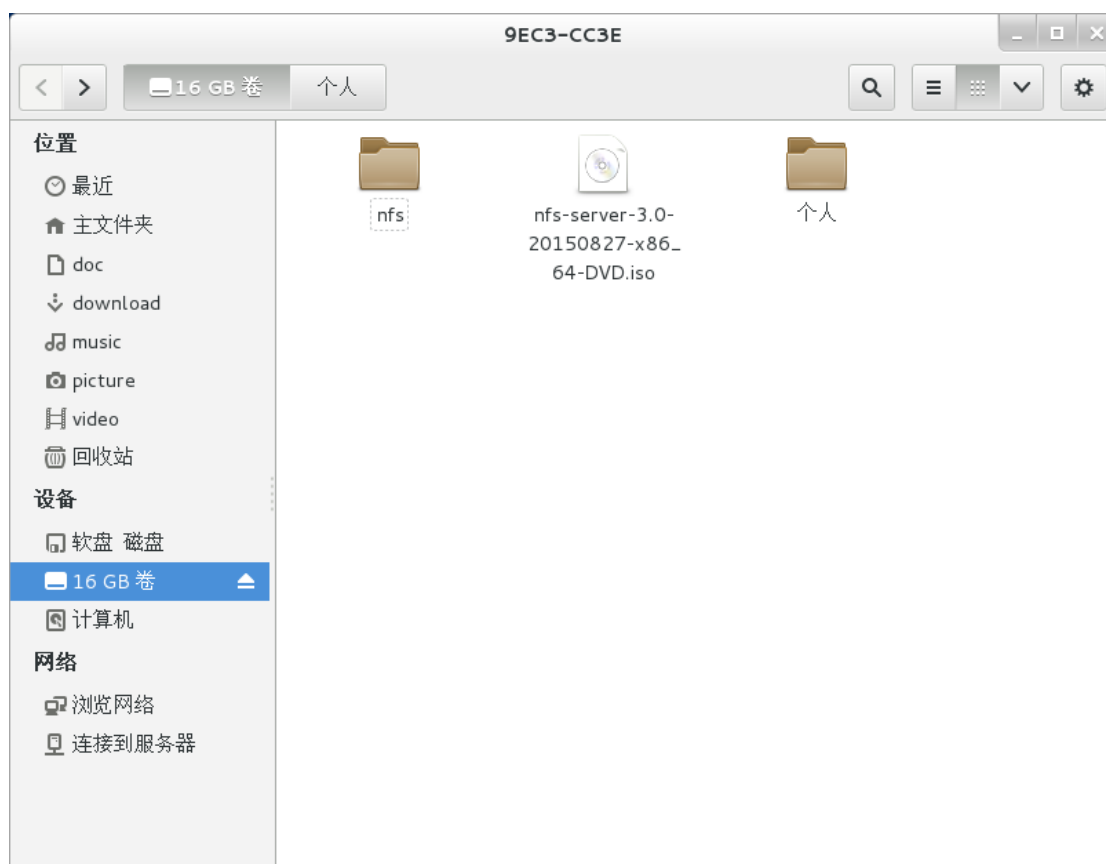 9EC3-CC3E
16 GB 卷
个人
位置
最近
主文件夹
doc
download
music
picture
video
回收站
设备
软盘 磁盘
16 GB 卷
计算机
网络
浏览网络
连接到服务器
nfs
nfs-server-3.0-
20150827-x86_
64-DVD.iso
个人